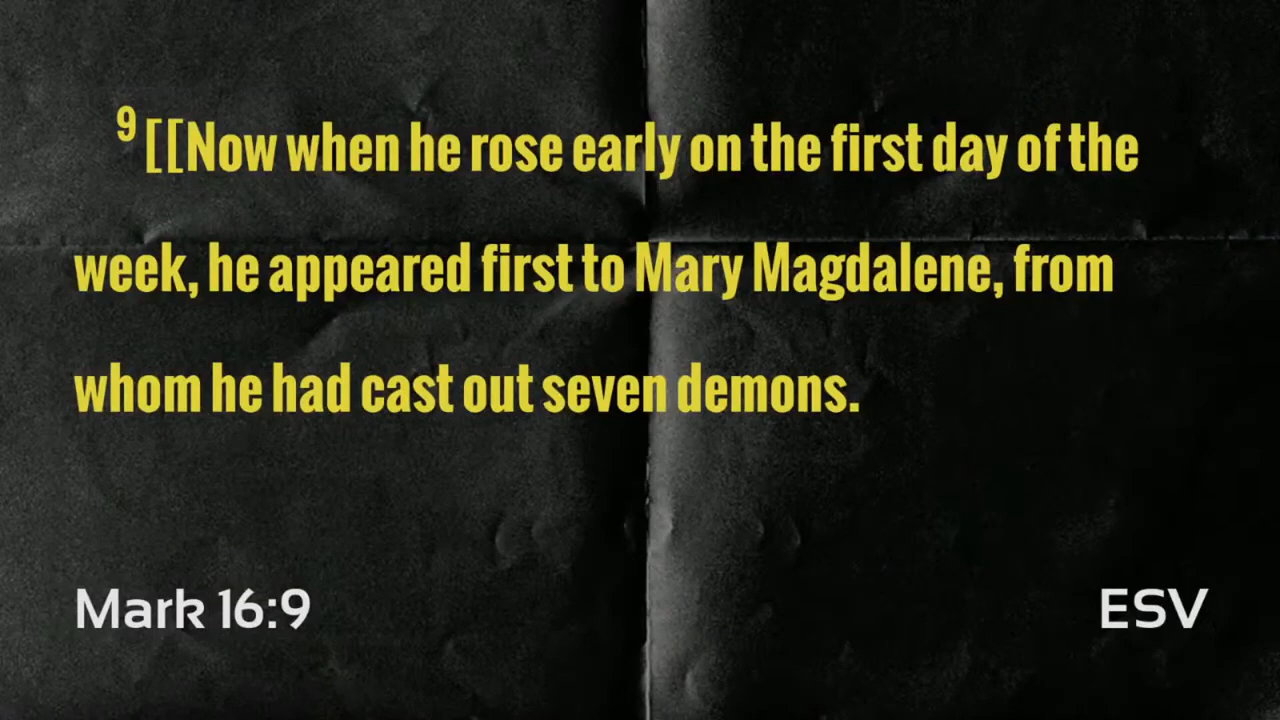 9 [[Now when he rose early on the first day of the
week, he appeared first to Mary Magdalene, from
whom he had cast out seven demons.
Mark 16:9
ESV